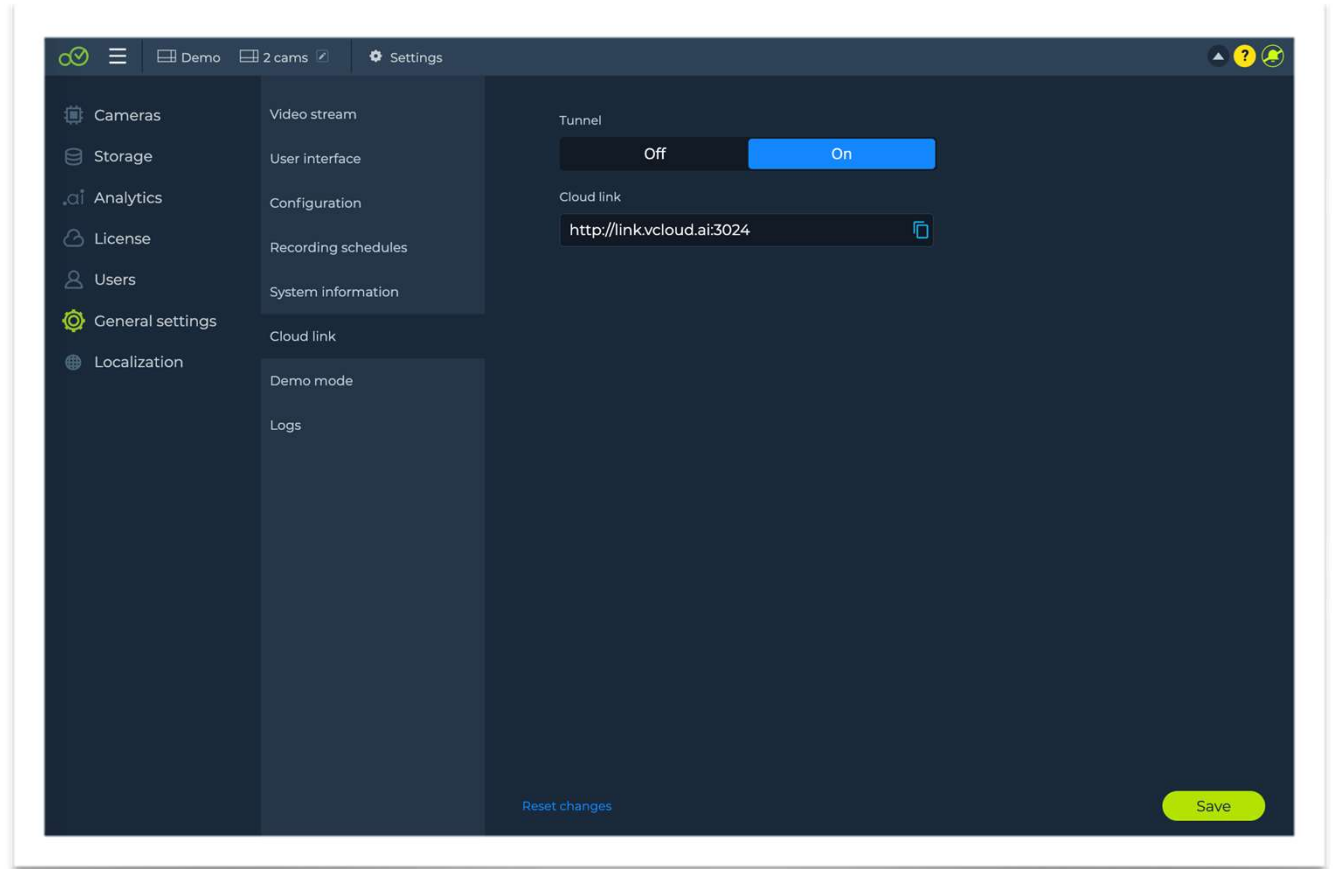 Demo 2 cams Settings ?
Cameras
Storage
.ai Analytics
License
Users
General settings
Localization
Video stream
User interface
Configuration
Recording schedules
System information
Cloud link
Demo mode
Logs
Tunnel
Off On
Cloud link
http://link.vcloud.ai:3024
Reset changes Save